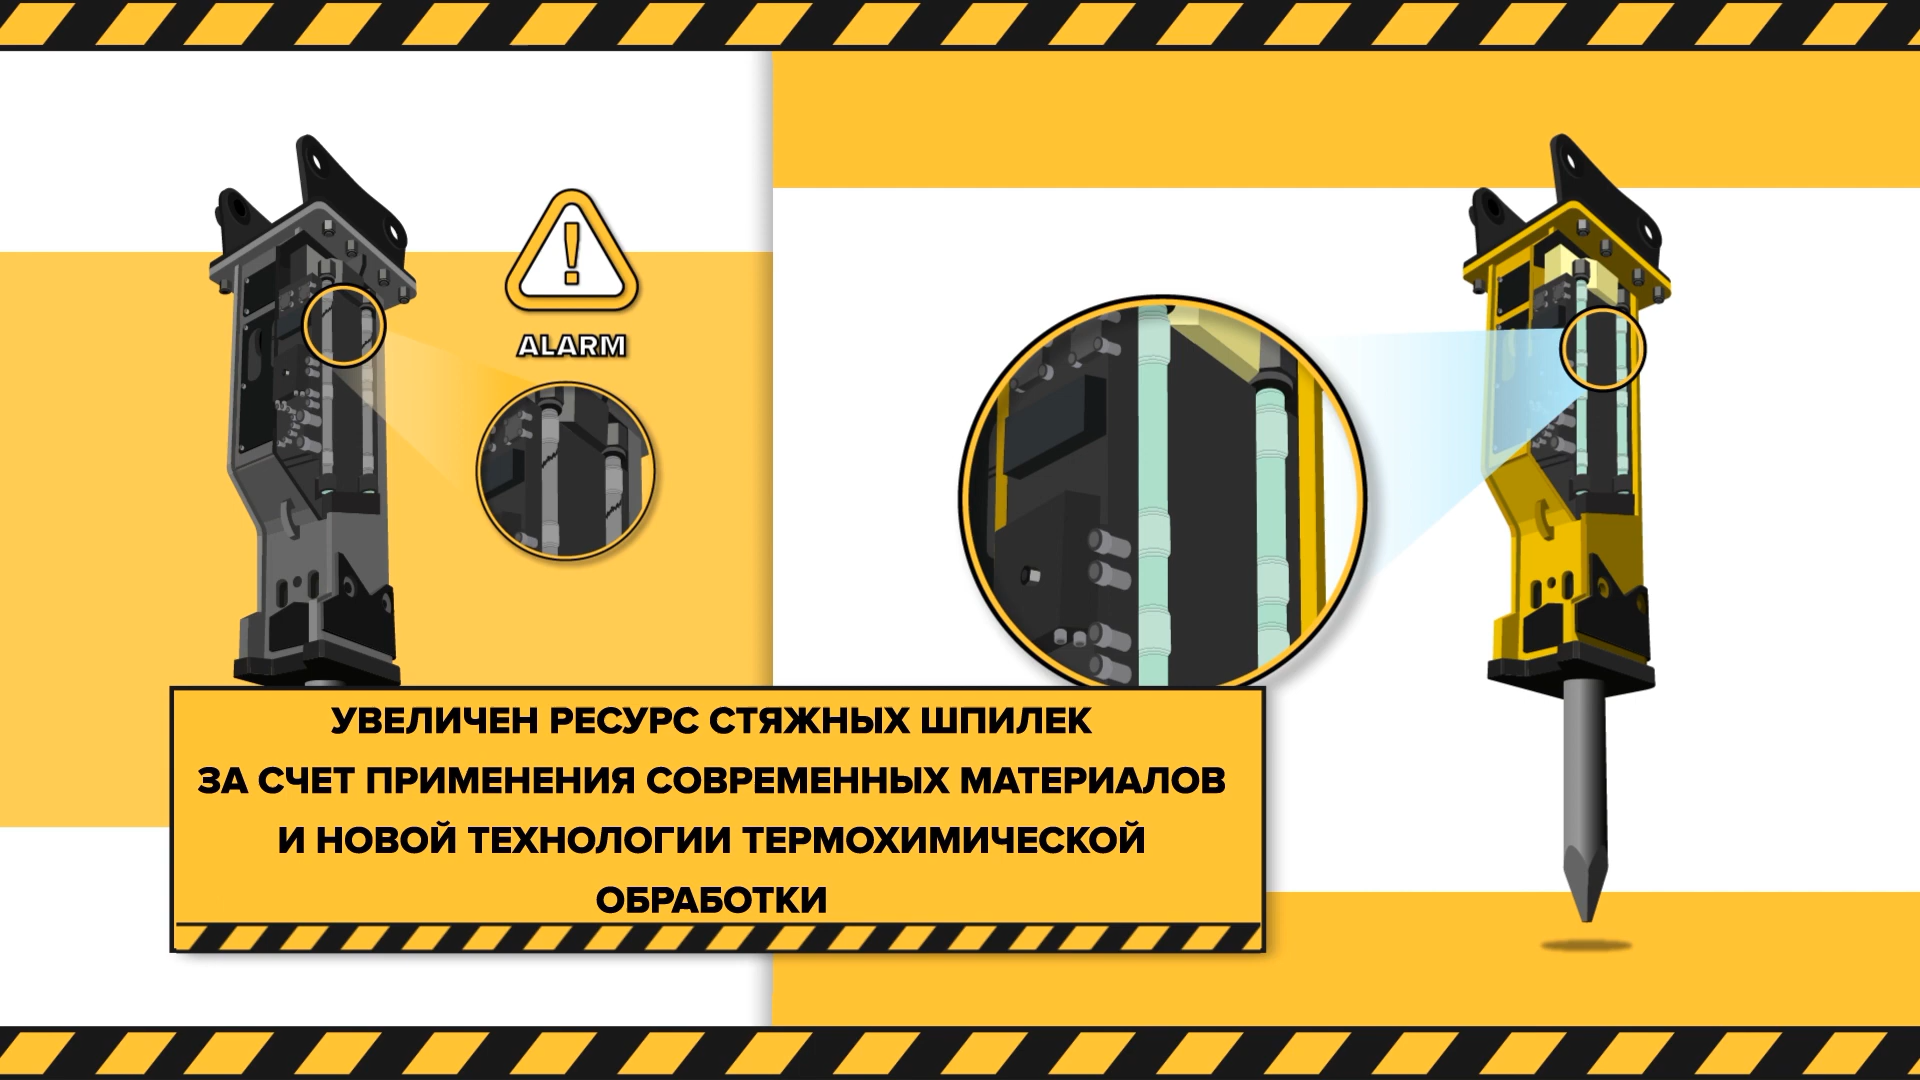 !
ALARM
УВЕЛИЧЕН РЕСУРС СТЯЖНЫХ ШПИЛЕК
ЗА СЧЕТ ПРИМЕНЕНИЯ СОВРЕМЕННЫХ МАТЕРИАЛОВ
И НОВОЙ ТЕХНОЛОГИИ ТЕРМОХИМИЧЕСКОЙ
ОБРАБОТКИ